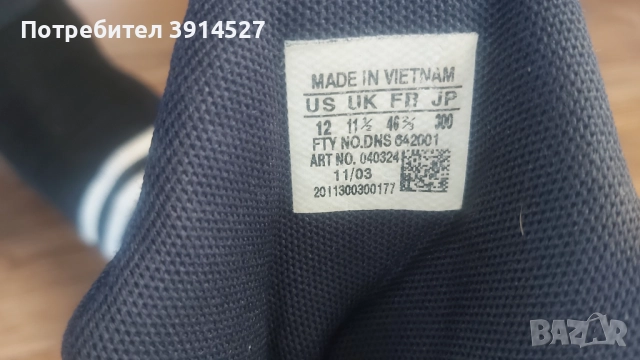 Потребител 3914527
MADE IN VIETNAM
US UK FR JP
12 11½ 46⅔ 300
FTY NO.DNS 642001
ART NO. 040324
11/03
2011300300177
BAZAR